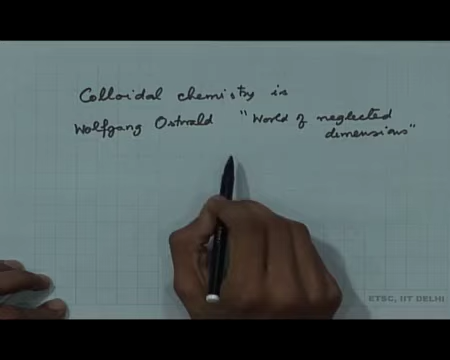 Colloidal chemistry is
Wolfgang Ostwald "World of neglected
dimensions"
ETSC, IIT DELHI